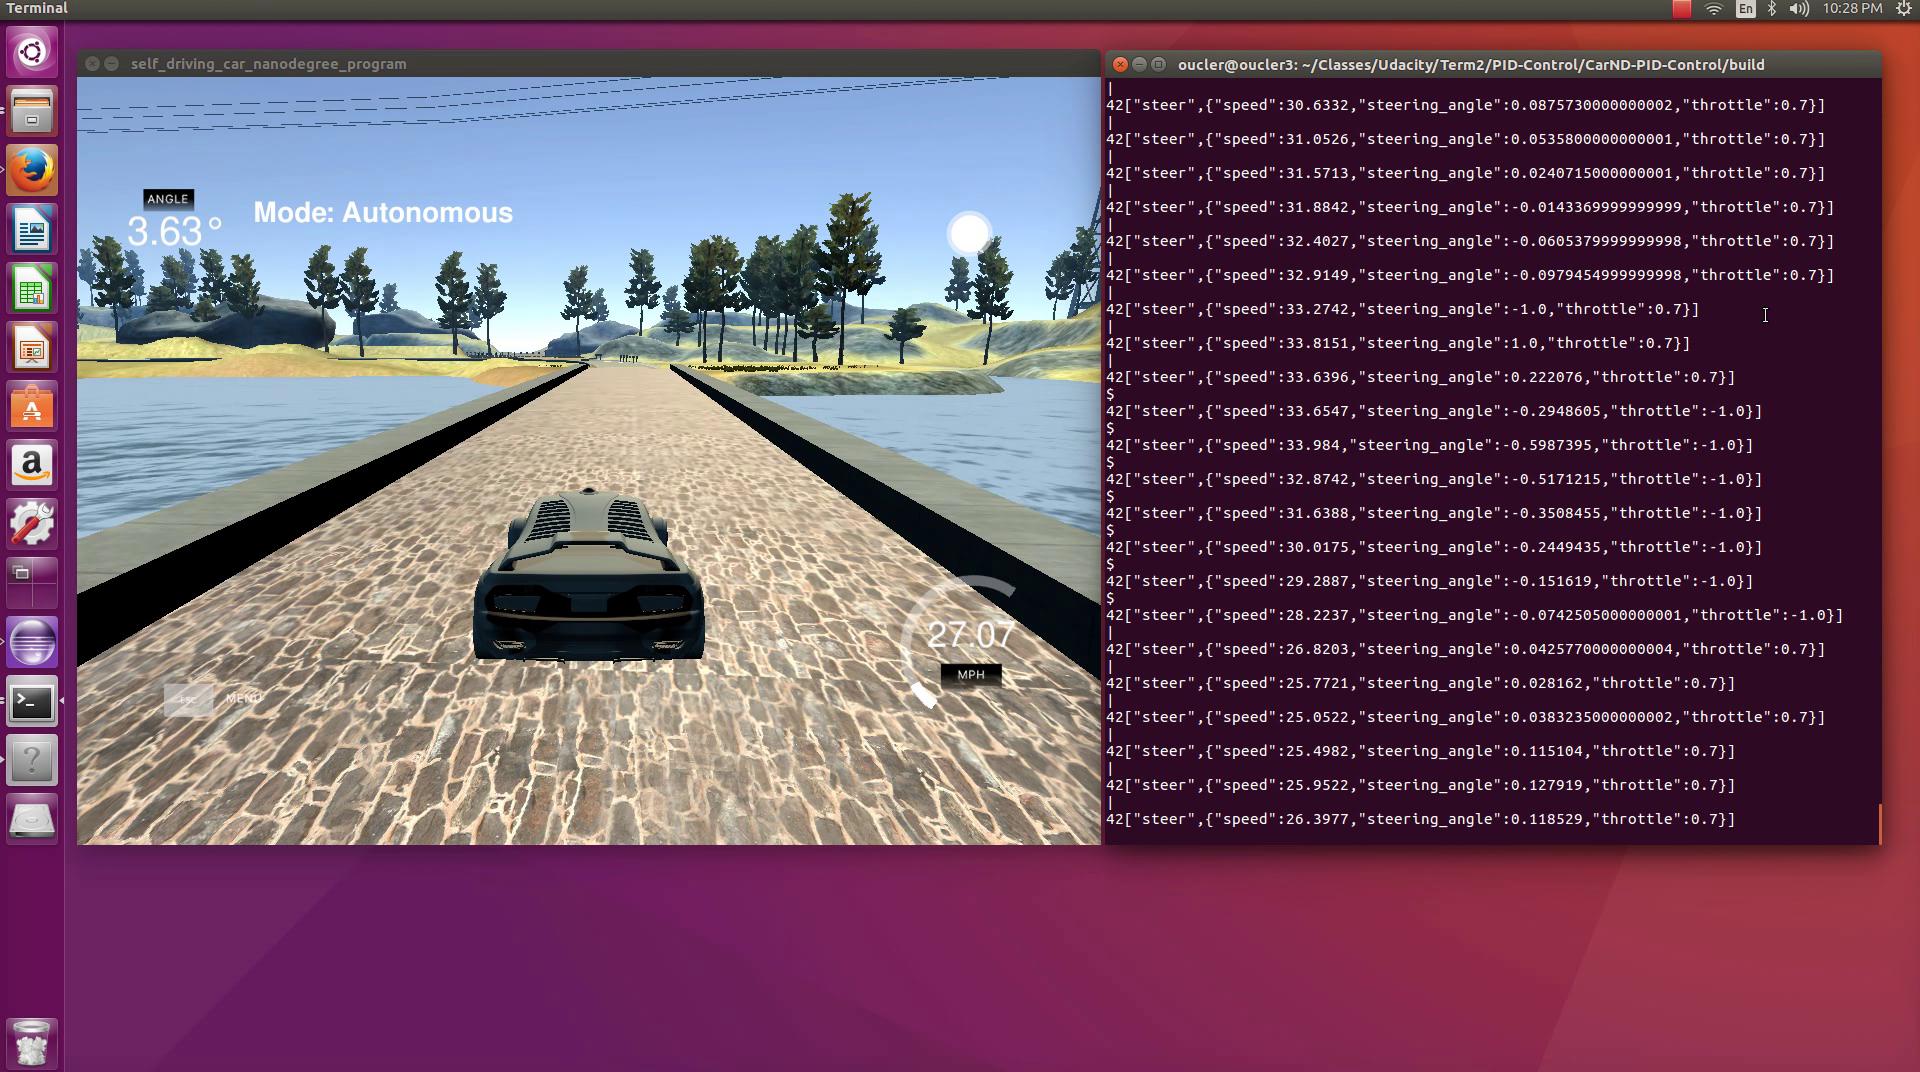 Terminal
En
10:28 PM
self_driving_car_nanodegree_program
ANGLE
3.63°
Mode: Autonomous
27.07
MPH
ESC
MENU
oucler@oucler3: ~/Classes/Udacity/Term2/PID-Control/CarND-PID-Control/build
|
42["steer",{"speed":30.6332,"steering_angle":0.0875730000000002,"throttle":0.7}]
|
42["steer",{"speed":31.0526,"steering_angle":0.0535800000000001,"throttle":0.7}]
|
42["steer",{"speed":31.5713,"steering_angle":0.0240715000000001,"throttle":0.7}]
|
42["steer",{"speed":31.8842,"steering_angle":-0.0143369999999999,"throttle":0.7}]
|
42["steer",{"speed":32.4027,"steering_angle":-0.0605379999999998,"throttle":0.7}]
|
42["steer",{"speed":32.9149,"steering_angle":-0.0979454999999998,"throttle":0.7}]
|
42["steer",{"speed":33.2742,"steering_angle":-1.0,"throttle":0.7}]
|
42["steer",{"speed":33.8151,"steering_angle":1.0,"throttle":0.7}]
|
42["steer",{"speed":33.6396,"steering_angle":0.222076,"throttle":0.7}]
$
42["steer",{"speed":33.6547,"steering_angle":-0.2948605,"throttle":-1.0}]
$
42["steer",{"speed":33.984,"steering_angle":-0.5987395,"throttle":-1.0}]
$
42["steer",{"speed":32.8742,"steering_angle":-0.5171215,"throttle":-1.0}]
$
42["steer",{"speed":31.6388,"steering_angle":-0.3508455,"throttle":-1.0}]
$
42["steer",{"speed":30.0175,"steering_angle":-0.2449435,"throttle":-1.0}]
$
42["steer",{"speed":29.2887,"steering_angle":-0.151619,"throttle":-1.0}]
$
42["steer",{"speed":28.2237,"steering_angle":-0.0742505000000001,"throttle":-1.0}]
|
42["steer",{"speed":26.8203,"steering_angle":0.0425770000000004,"throttle":0.7}]
|
42["steer",{"speed":25.7721,"steering_angle":0.028162,"throttle":0.7}]
|
42["steer",{"speed":25.0522,"steering_angle":0.0383235000000002,"throttle":0.7}]
|
42["steer",{"speed":25.4982,"steering_angle":0.115104,"throttle":0.7}]
|
42["steer",{"speed":25.9522,"steering_angle":0.127919,"throttle":0.7}]
|
42["steer",{"speed":26.3977,"steering_angle":0.118529,"throttle":0.7}]